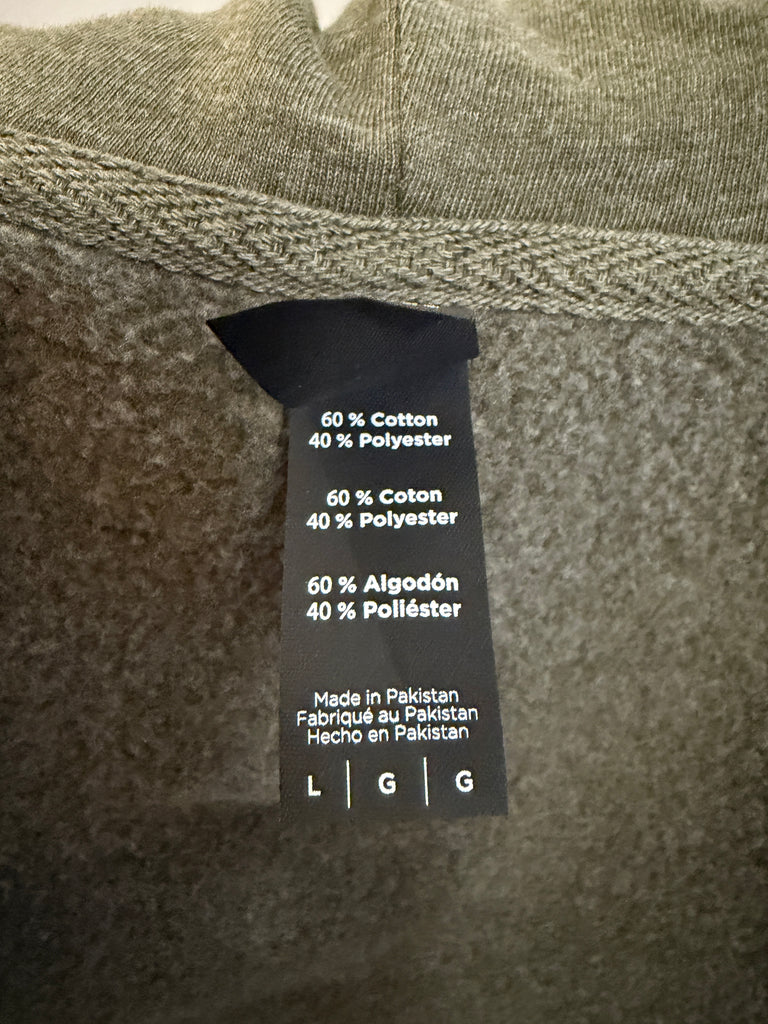 60 % Cotton
40 % Polyester
60 % Coton
40 % Polyester
60 % Algodón
40 % Poliéster
Made in Pakistan
Fabriqué au Pakistan
Hecho en Pakistan
L | G | G